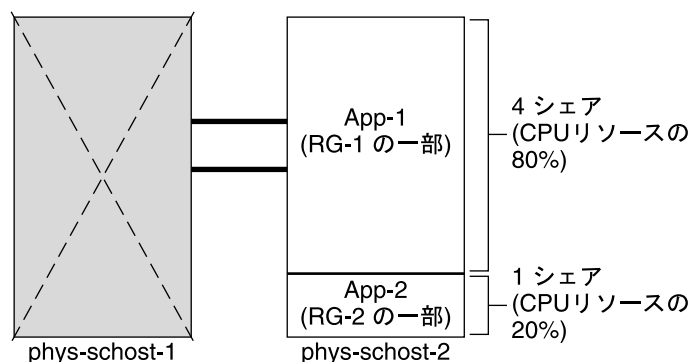 App-1
(RG-1 の一部)
4 シェア
(CPUリソースの
80%)
App-2
(RG-2 の一部)
1 シェア
(CPUリソースの
20%)
phys-schost-1
phys-schost-2